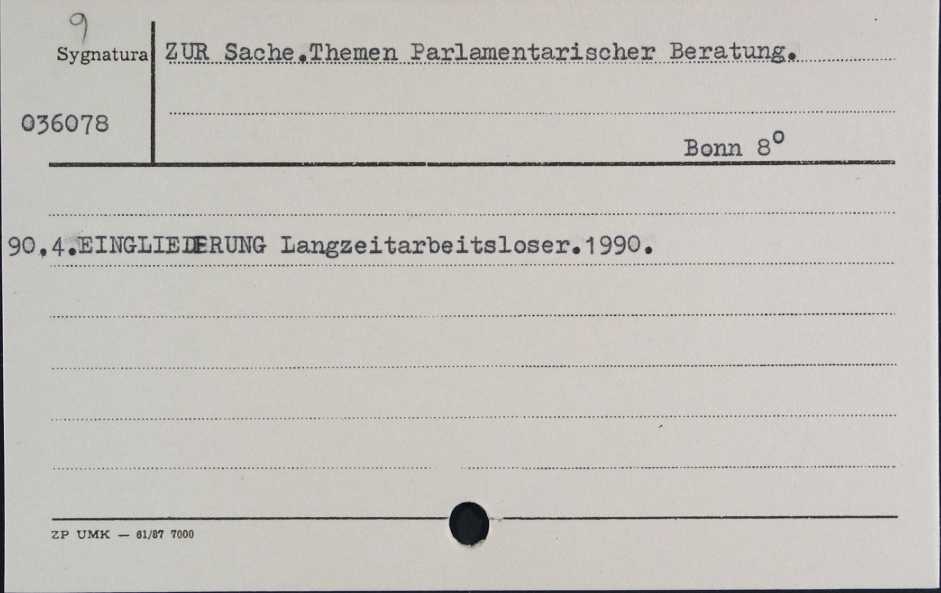 9
Sygnatura
ZUR Sache.Themen Parlamentarischer Beratung.
036078
Bonn 8°
90.4.EINGLIEDERUNG Langzeitarbeitsloser.1990.
ZP UMK — 61/87 7000